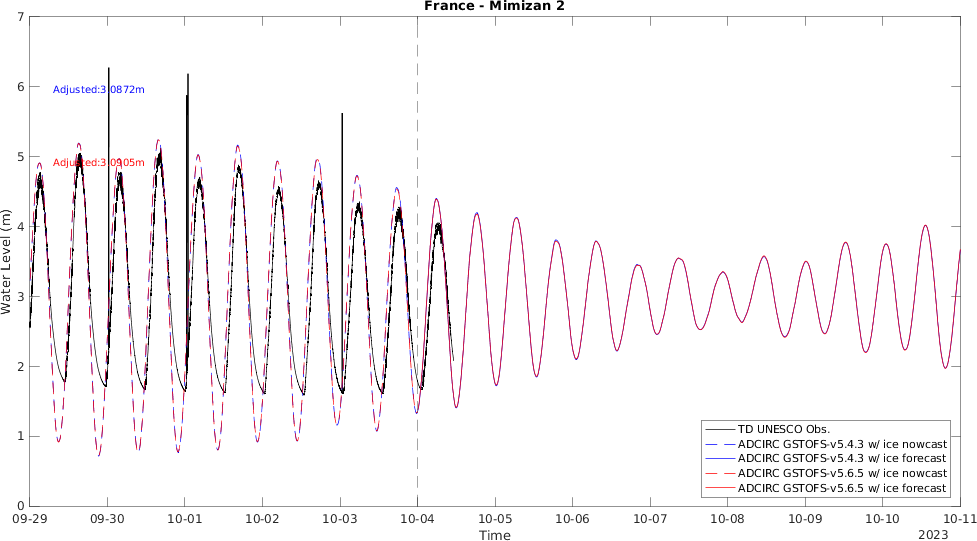 France - Mimizan 2
Water Level (m)
7
6
5
4
3
2
1
0
Adjusted:3.0872m
Adjusted:3.0905m
TD UNESCO Obs.
ADCIRC GSTOFS-v5.4.3 w/ ice nowcast
ADCIRC GSTOFS-v5.4.3 w/ ice forecast
ADCIRC GSTOFS-v5.6.5 w/ ice nowcast
ADCIRC GSTOFS-v5.6.5 w/ ice forecast
09-29 09-30 10-01 10-02 10-03 10-04 10-05 10-06 10-07 10-08 10-09 10-10 10-11
Time
2023